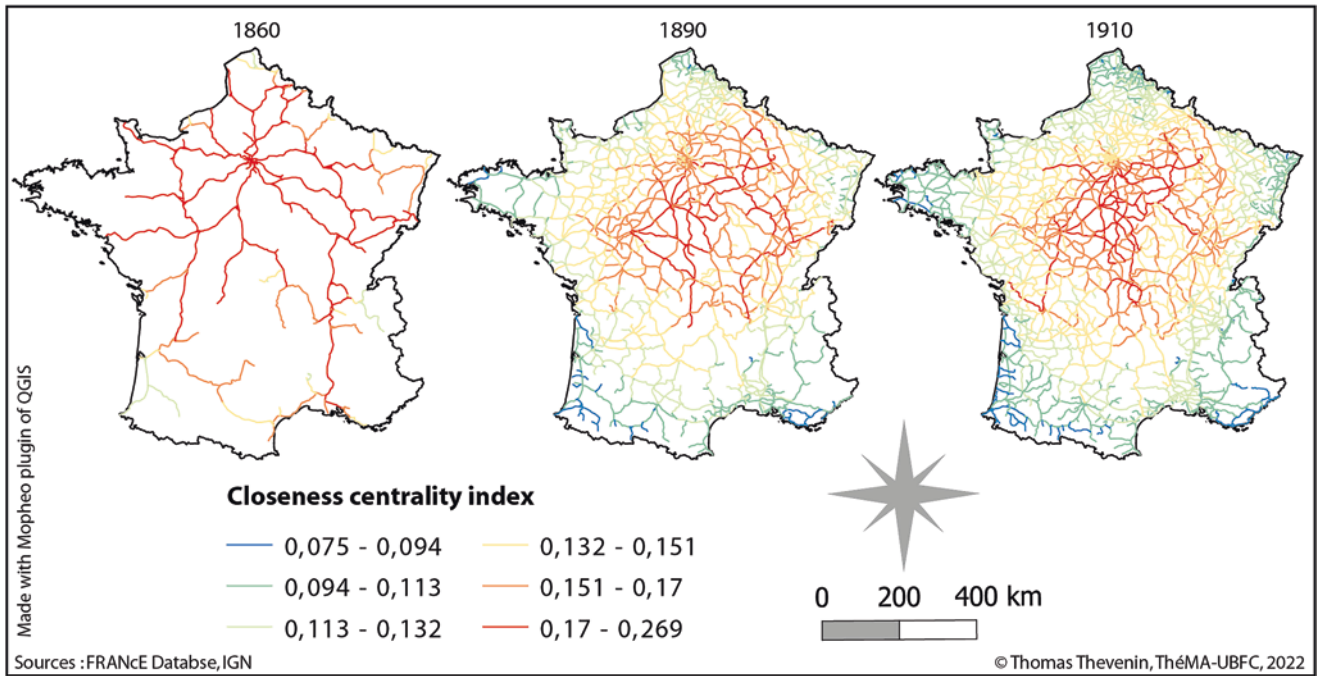 1860
1890
1910
Closeness centrality index
0,075 - 0,094
0,132 - 0,151
0,094 - 0,113
0,151 - 0,17
0,113 - 0,132
0,17 - 0,269
0 200 400 km
Made with Mopheo plugin of QGIS
Sources : FRANcE Databse, IGN
© Thomas Thevenin, ThéMA-UBFC, 2022